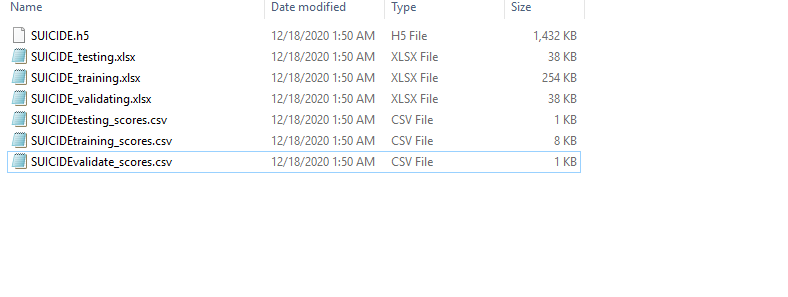 Name Date modified Type Size
SUICIDE.h5 12/18/2020 1:50 AM H5 File 1,432 KB
SUICIDE_testing.xlsx 12/18/2020 1:50 AM XLSX File 38 KB
SUICIDE_training.xlsx 12/18/2020 1:50 AM XLSX File 254 KB
SUICIDE_validating.xlsx 12/18/2020 1:50 AM XLSX File 38 KB
SUICIDEtesting_scores.csv 12/18/2020 1:50 AM CSV File 1 KB
SUICIDEtraining_scores.csv 12/18/2020 1:50 AM CSV File 8 KB
SUICIDEvalidate_scores.csv 12/18/2020 1:50 AM CSV File 1 KB